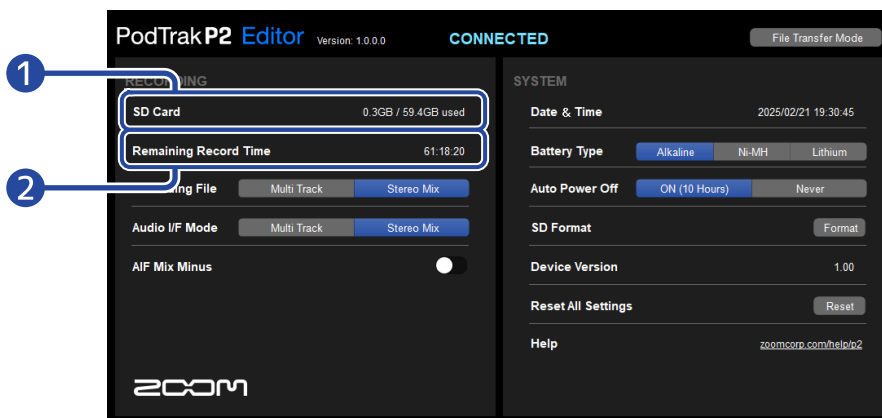 PodTrak P2 Editor Version: 1.0.0.0 CONNECTED File Transfer Mode
1
RECORDING
SD Card 0.3GB / 59.4GB used
Remaining Record Time 61:18:20
2
File Multi Track Stereo Mix
Audio I/F Mode Multi Track Stereo Mix
AIF Mix Minus
ZOOM
SYSTEM
Date & Time 2025/02/21 19:30:45
Battery Type Alkaline Ni-MH Lithium
Auto Power Off ON (10 Hours) Never
SD Format Format
Device Version 1.00
Reset All Settings Reset
Help zoomcorp.com/help/p2